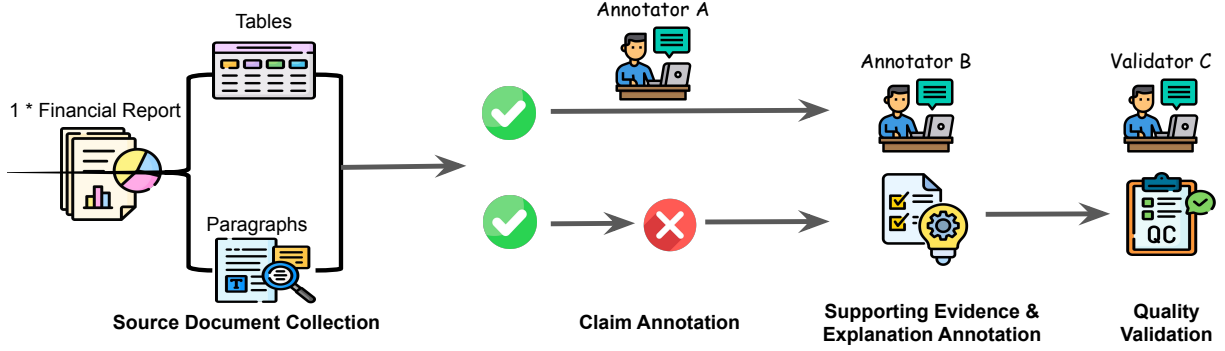 Tables
1 * Financial Report
Paragraphs
T
Source Document Collection
Annotator A
Claim Annotation
Annotator B
Supporting Evidence &
Explanation Annotation
Validator C
QC
Quality
Validation